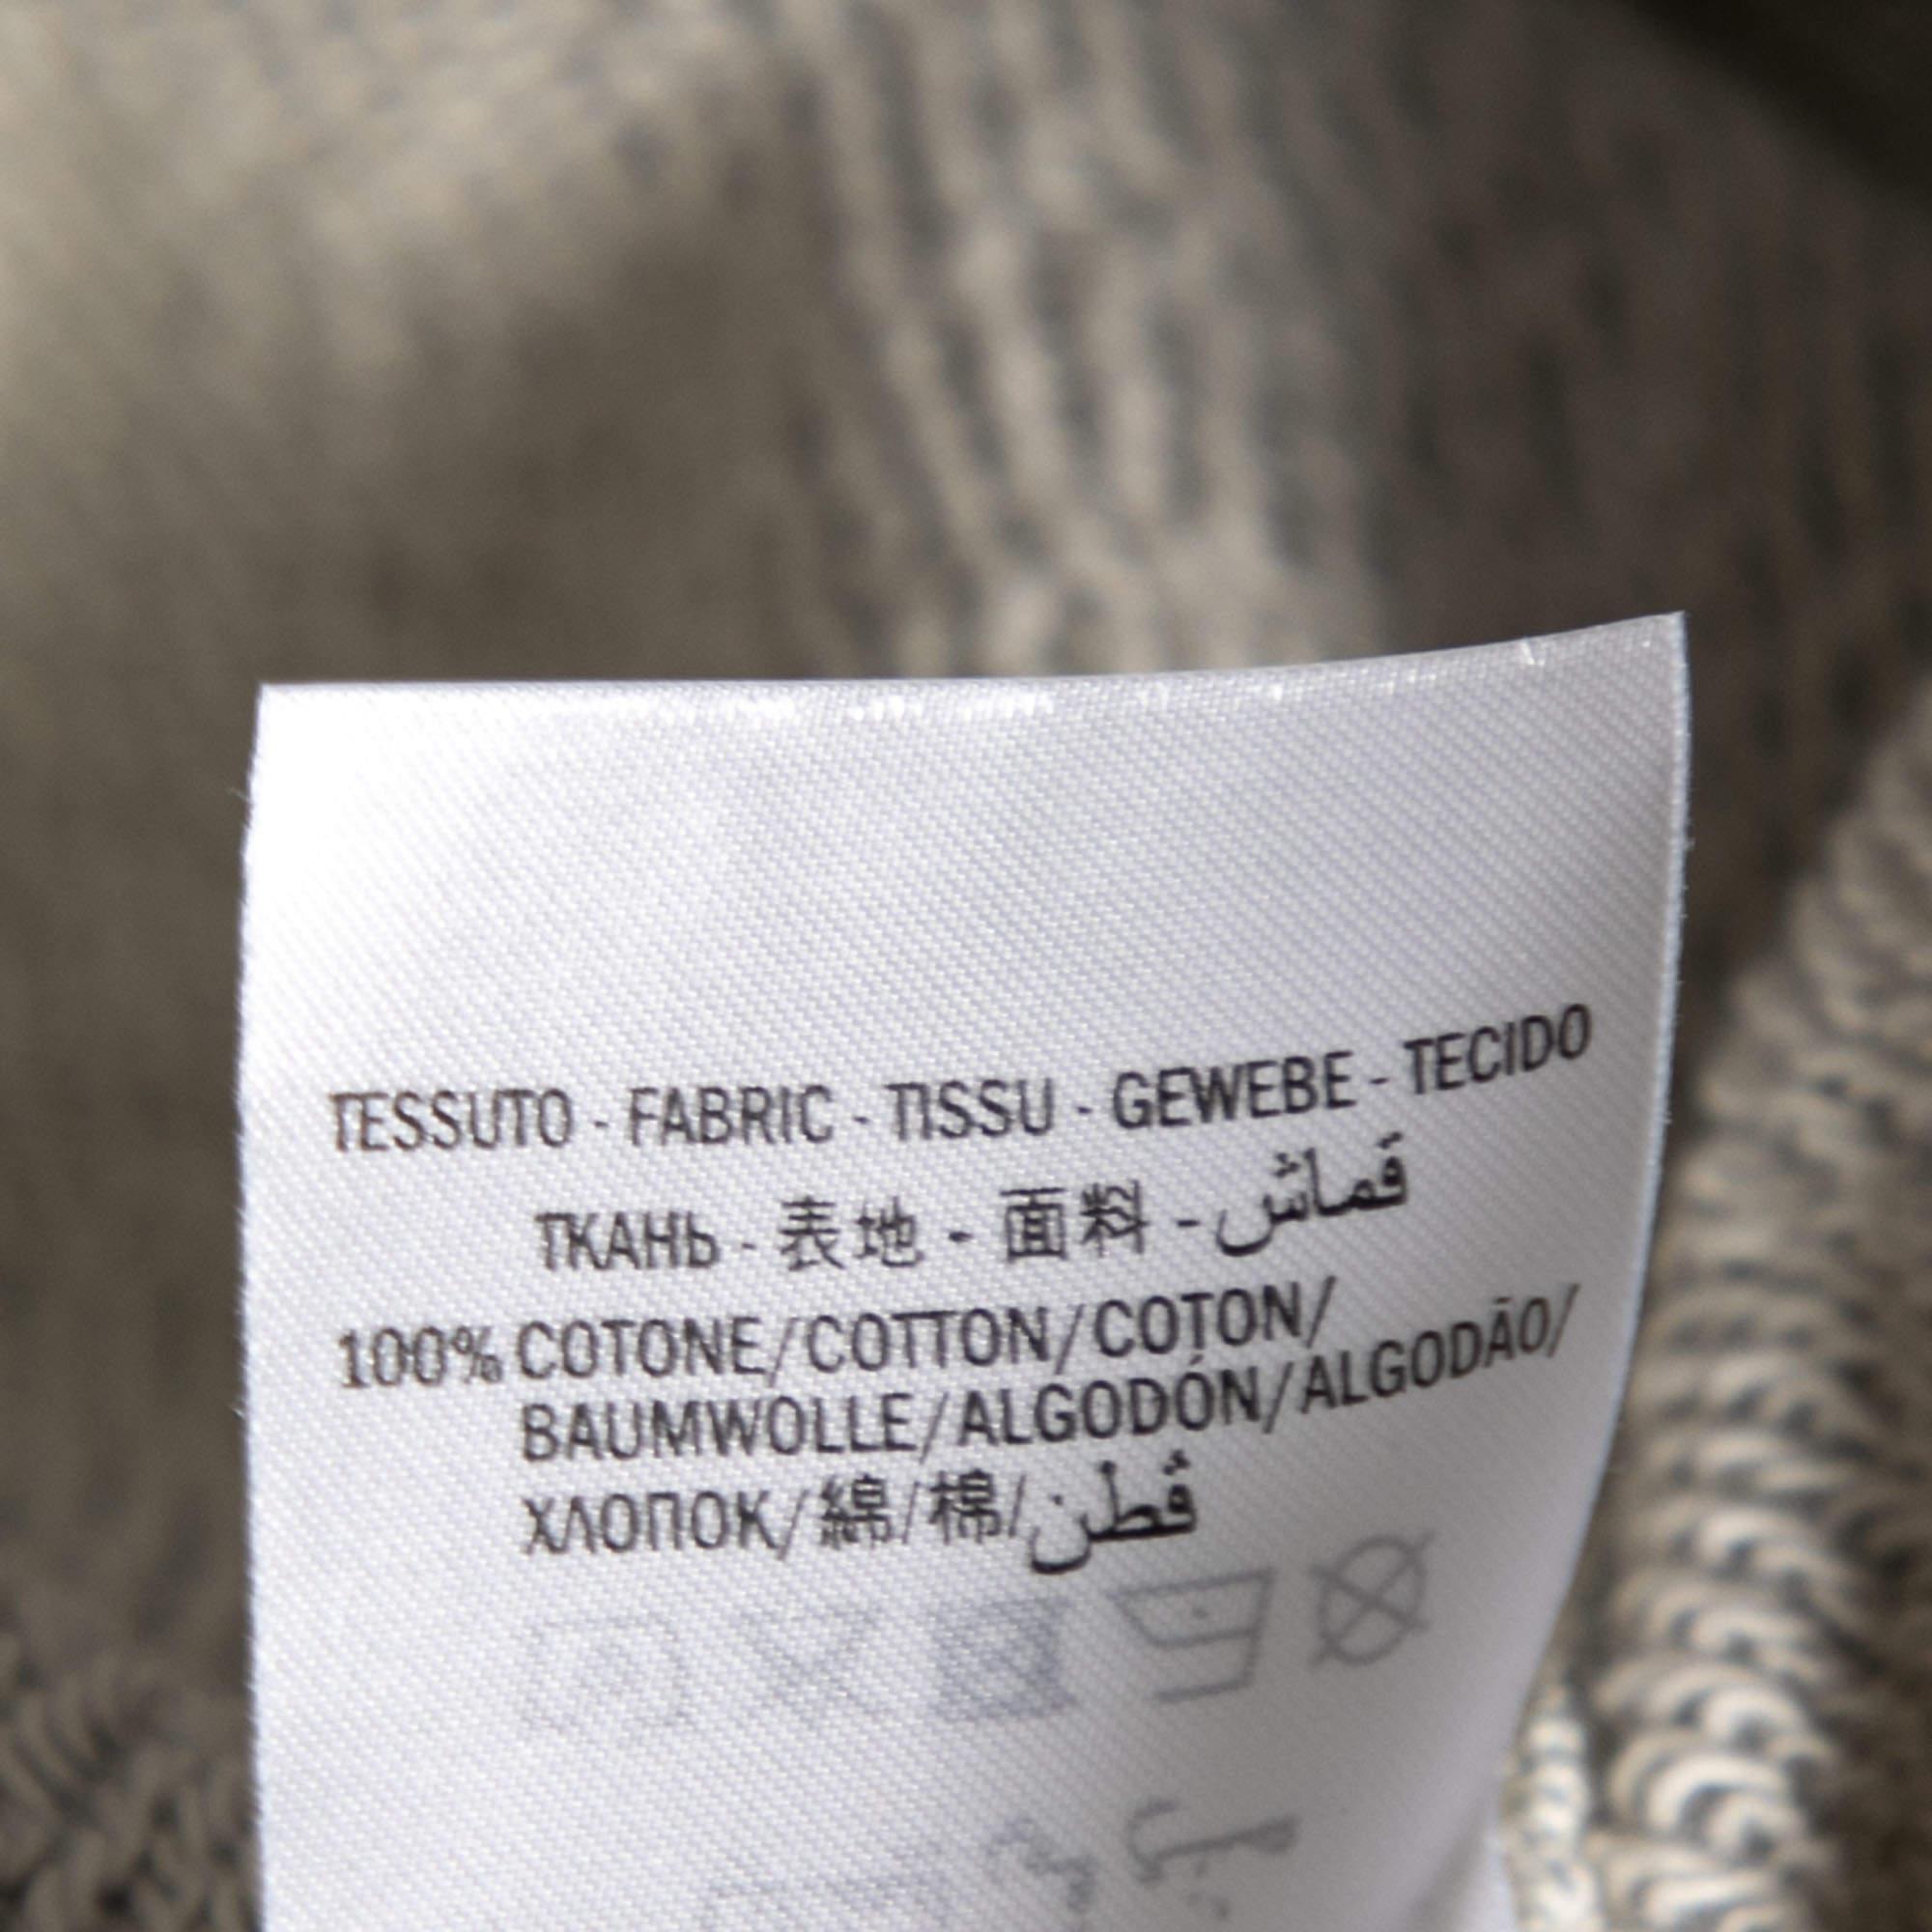 TESSUTO - FABRIC - TISSU - GEWEBE - TECIDO
ТКАНЬ - 表地 - 面料 - قماش
100% COTONE/COTTON/COTON/
BAUMWOLLE/ALGODÓN/ALGODÃO/
ХЛОПОК/綿/棉/قطن